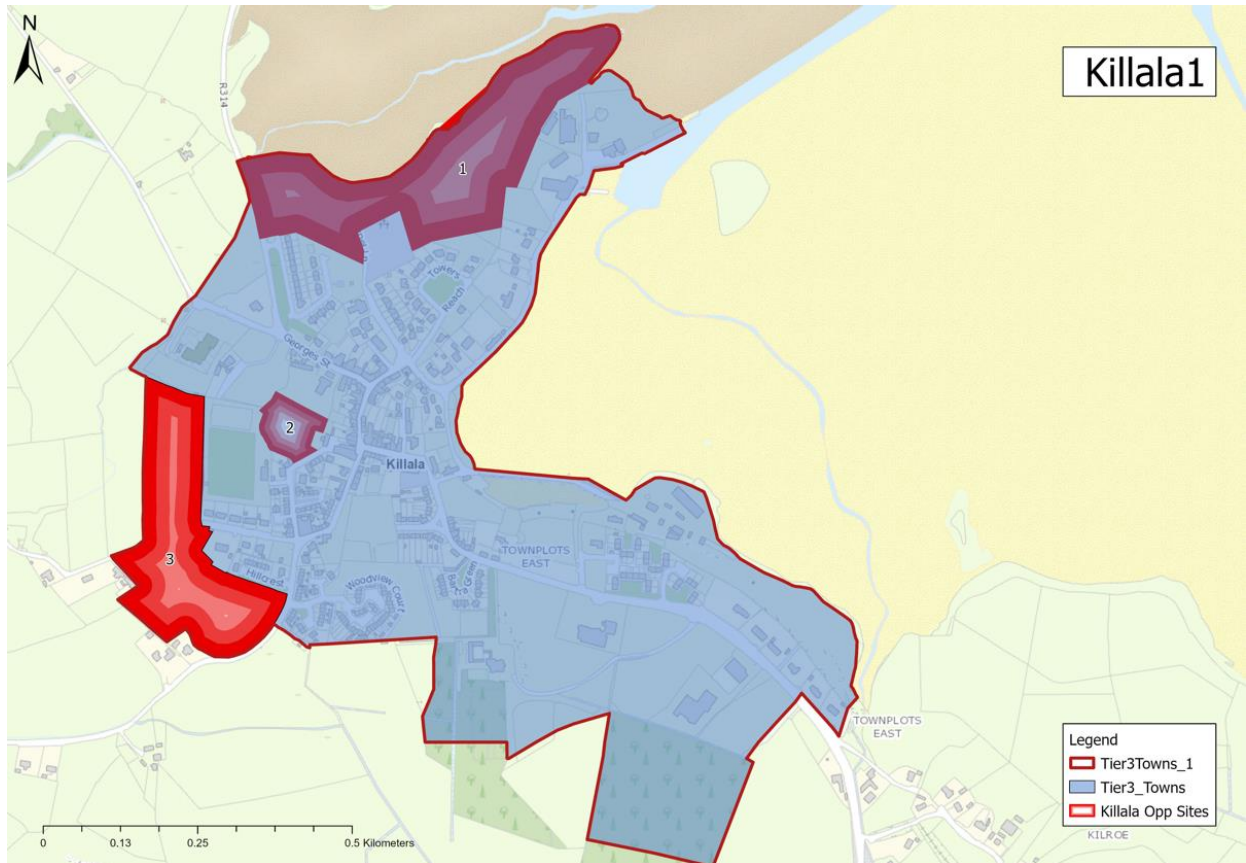 N
Killala1
R314
1
Towers
Reach
Georges St
2
Killala
3
TOWNPLOTS
EAST
Hillcrest
Woodview Court
Green
TOWNPLOTS
EAST
KILROE
Legend
Tier3Towns_1
Tier3_Towns
Killala Opp Sites
0 0.13 0.25 0.5 Kilometers